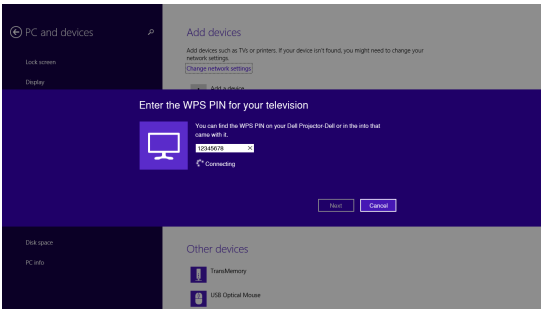 PC and devices
Lock screen
Display
Disk space
PC info
Add devices
Add devices such as TVs or printers. If your device isn't found, you might need to change your
network settings.
Change network settings
Add a device
Enter the WPS PIN for your television
You can find the WPS PIN on your Dell Projector-Dell or in the into that
came with it.
12345678
Connecting
Next
Cancel
Other devices
TransMemory
USB Optical Mouse